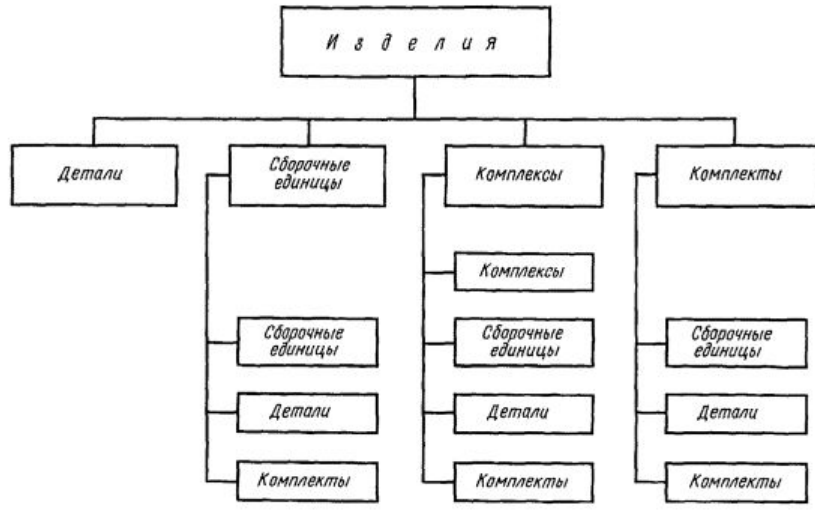 Изделия
Детали
Сборочные
единицы
Комплексы
Комплекты
Комплексы
Сборочные
единицы
Сборочные
единицы
Сборочные
единицы
Детали
Детали
Детали
Комплекты
Комплекты
Комплекты